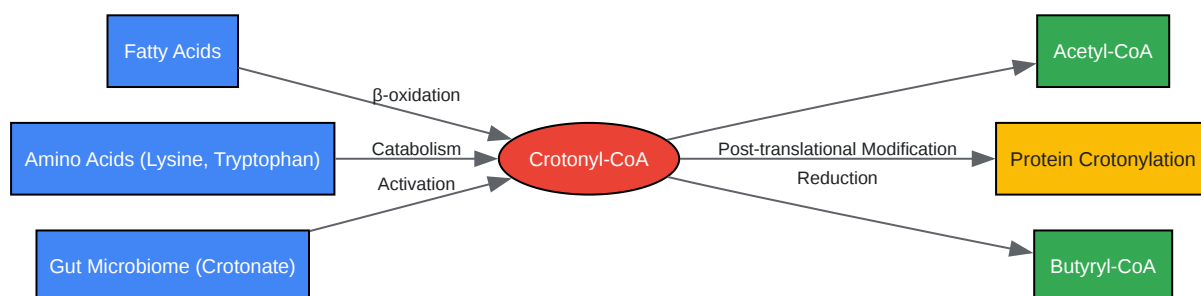 Fatty Acids
Acetyl-CoA
β-oxidation
Amino Acids (Lysine, Tryptophan)
Catabolism
Crotonyl-CoA
Post-translational Modification
Protein Crotonylation
Activation
Reduction
Gut Microbiome (Crotonate)
Butyryl-CoA